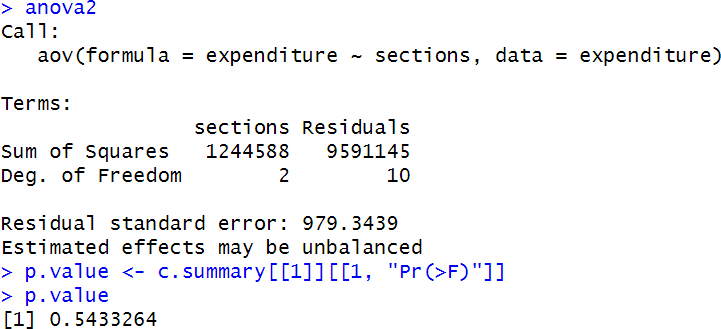 > anova2
Call:
   aov(formula = expenditure ~ sections, data = expenditure)

Terms:
                sections Residuals
Sum of Squares   1244588   9591145
Deg. of Freedom        2        10

Residual standard error: 979.3439
Estimated effects may be unbalanced
> p.value <- c.summary[[1]][[1, "Pr(>F)"]]
> p.value
[1] 0.5433264